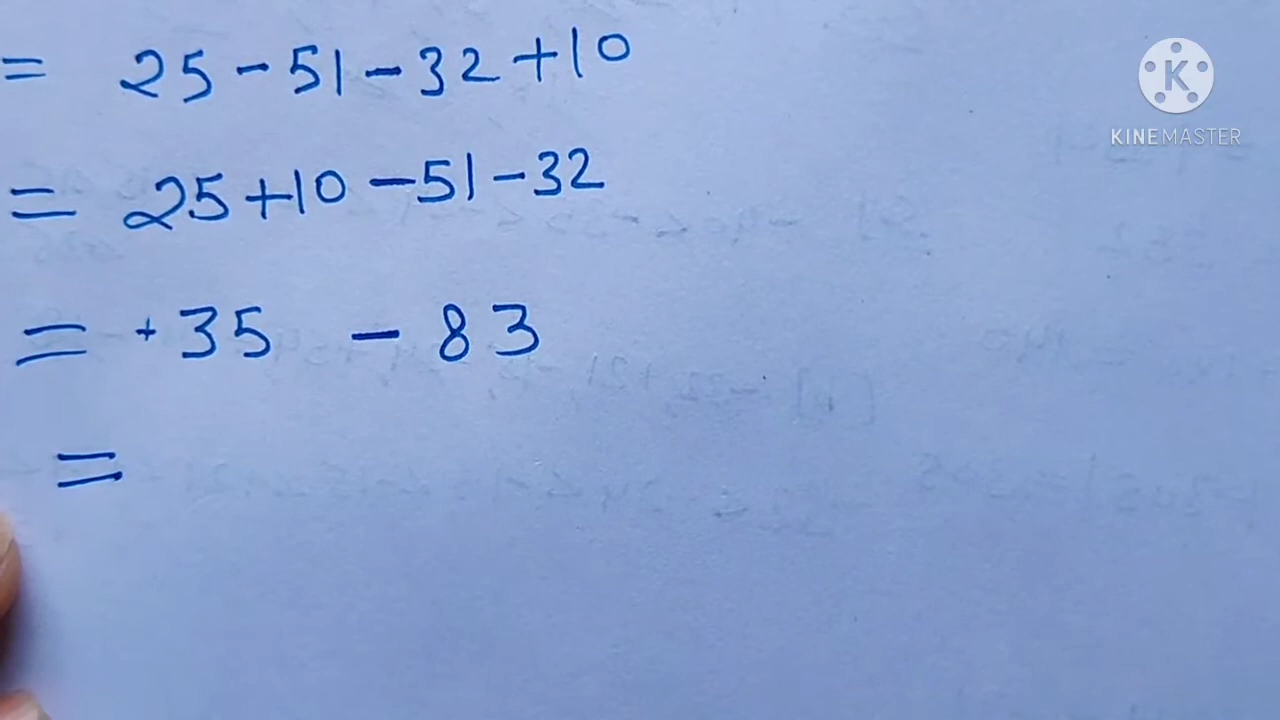 = 25-51-32+10
= 25+10-51-32
= +35 - 83
=
K
KINEMASTER